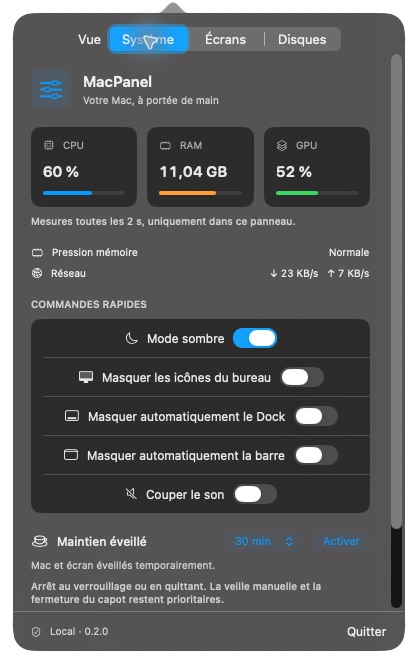 Vue Système Écrans Disques
MacPanel
Votre Mac, à portée de main
CPU RAM GPU
60 % 11,04 GB 52 %
Mesures toutes les 2 s, uniquement dans ce panneau.
Pression mémoire Normale
Réseau ↓ 23 KB/s ↑ 7 KB/s
COMMANDES RAPIDES
Mode sombre
Masquer les icônes du bureau
Masquer automatiquement le Dock
Masquer automatiquement la barre
Couper le son
Maintien éveillé 30 min Activer
Mac et écran éveillés temporairement.
Arrêt au verrouillage ou en quittant. La veille manuelle et la
fermeture du capot restent prioritaires.
Local · 0.2.0 Quitter